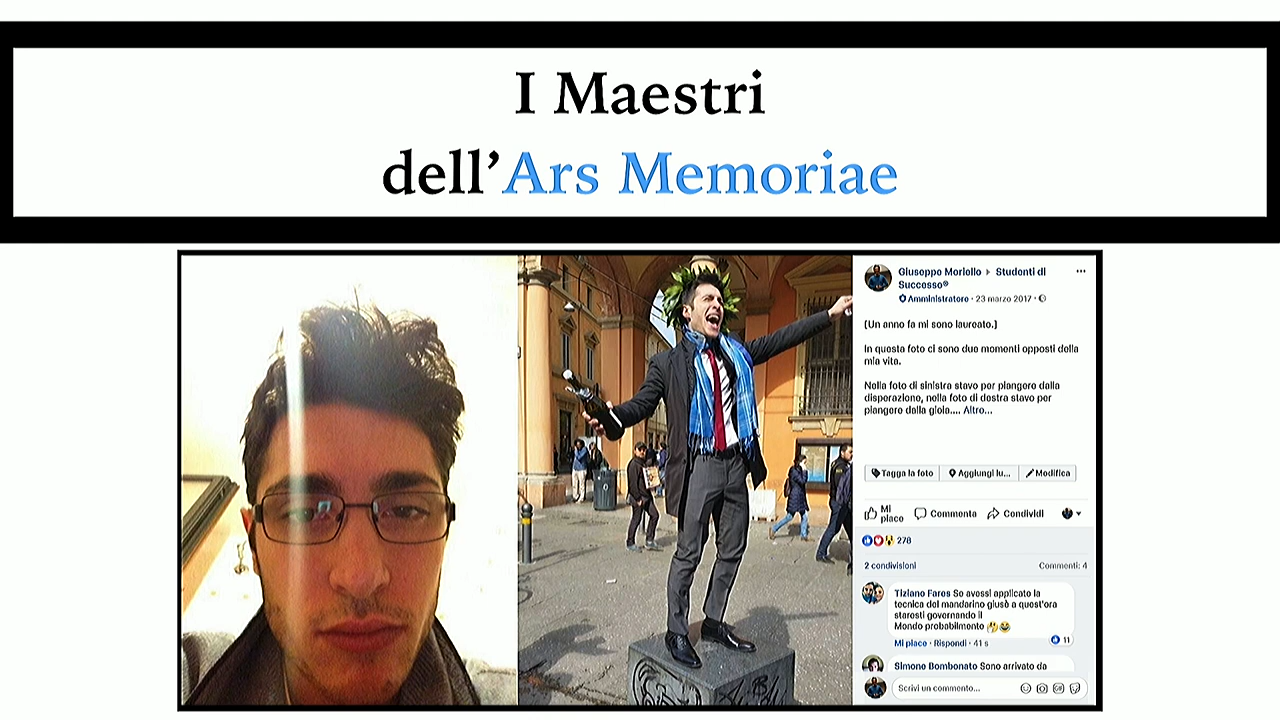 I Maestri
dell’Ars Memoriae
Giuseppe Moriello ▸ Studenti di
Successo®
Amministratore · 23 marzo 2017 ·
(Un anno fa mi sono laureato.)
In questa foto ci sono due momenti opposti della
mia vita.
Nella foto di sinistra stavo per piangere dalla
disperazione, nella foto di destra stavo per
piangere dalla gioia.... Altro...
Tagga la foto
Aggiungi lu...
Modifica
Mi
piace
Commenta
Condividi
278
2 condivisioni
Commenti: 4
Tiziano Fares Se avessi applicato la
tecnica del mandarino giusè a quest'ora
staresti governando il
Mondo probabilmente
11
Mi piace · Rispondi · 41 s
Simone Bombonato Sono arrivato da
Scrivi un commento...
GIF